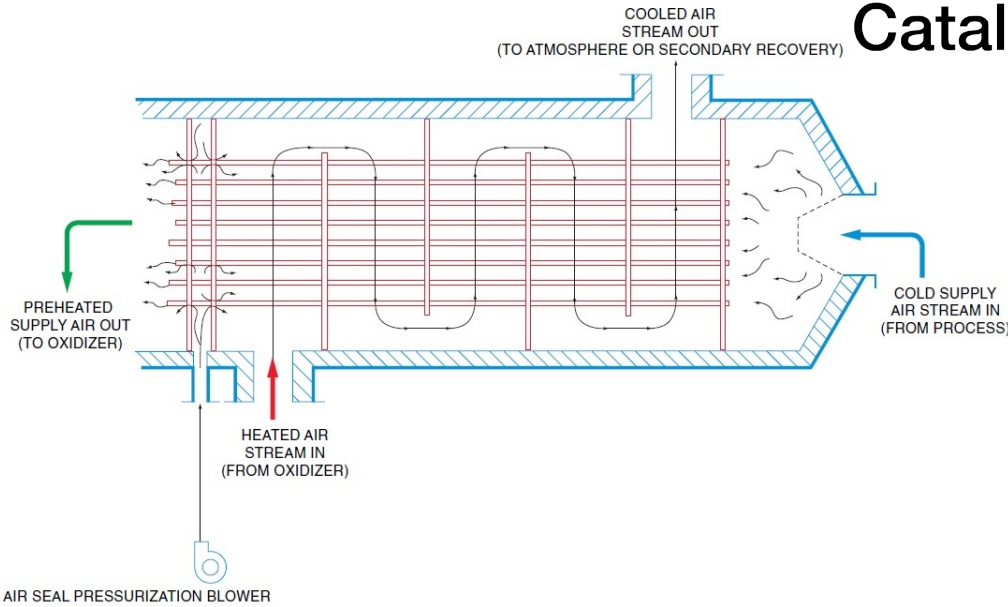 Catal
COOLED AIR
STREAM OUT
(TO ATMOSPHERE OR SECONDARY RECOVERY)
PREHEATED
SUPPLY AIR OUT
(TO OXIDIZER)
COLD SUPPLY
AIR STREAM IN
(FROM PROCESS)
HEATED AIR
STREAM IN
(FROM OXIDIZER)
AIR SEAL PRESSURIZATION BLOWER